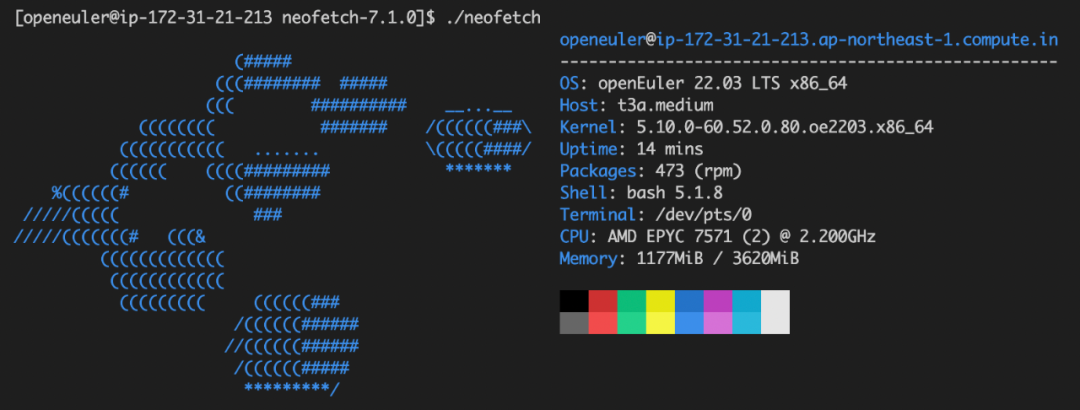 [openeuler@ip-172-31-21-213 neofetch-7.1.0]$ ./neofetch
openeuler@ip-172-31-21-213.ap-northeast-1.compute.in
----------------------------------------------------
OS: openEuler 22.03 LTS x86_64
Host: t3a.medium
Kernel: 5.10.0-60.52.0.80.oe2203.x86_64
Uptime: 14 mins
Packages: 473 (rpm)
Shell: bash 5.1.8
Terminal: /dev/pts/0
CPU: AMD EPYC 7571 (2) @ 2.200GHz
Memory: 1177MiB / 3620MiB